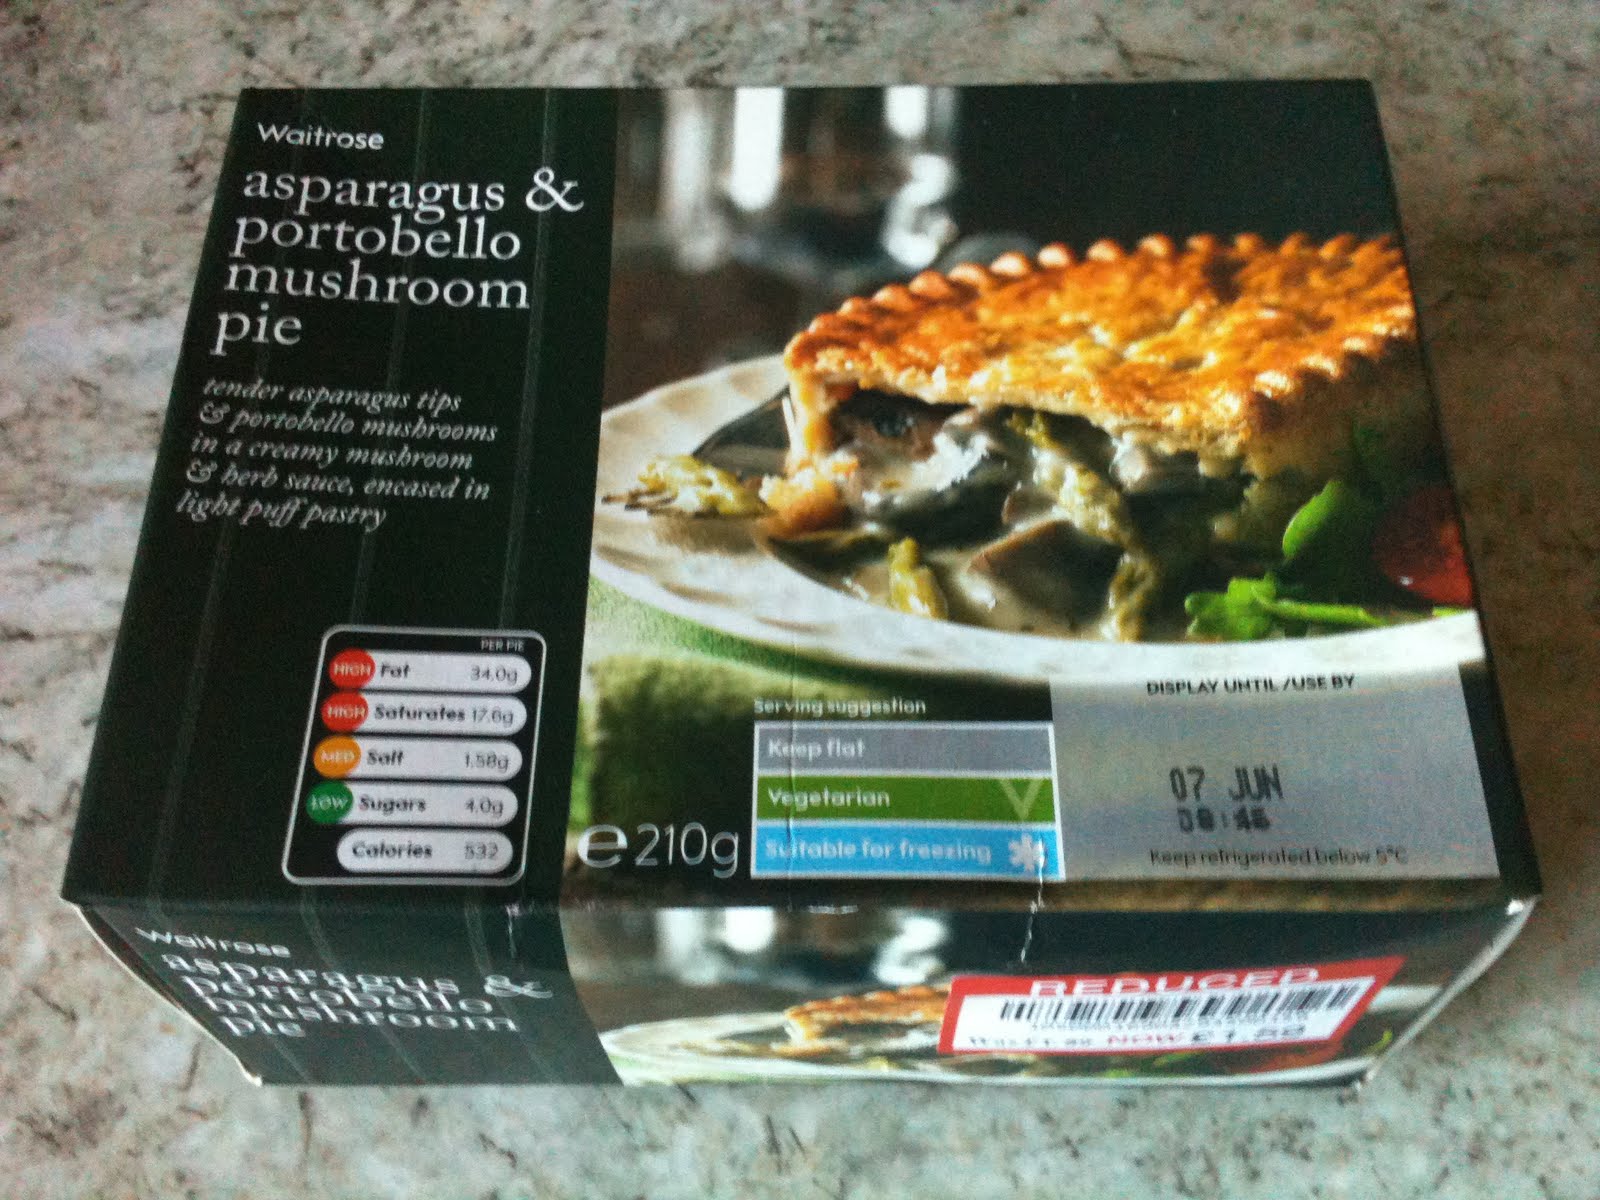 Waitrose
asparagus &
portobello
mushroom
pie
tender asparagus tips
& portobello mushrooms
in a creamy mushroom
& herb sauce, encased in
light puff pastry
PER PIE
HIGH Fat 34.0g
HIGH Saturates 17.6g
MED Salt 1.58g
LOW Sugars 4.0g
Calories 532
e 210g
Serving suggestion
Keep flat
Vegetarian V
Suitable for freezing
DISPLAY UNTIL /USE BY
07 JUN
Keep refrigerated below 5°C
Waitrose
asparagus &
portobello
mushroom
pie
REDUCED
NOW